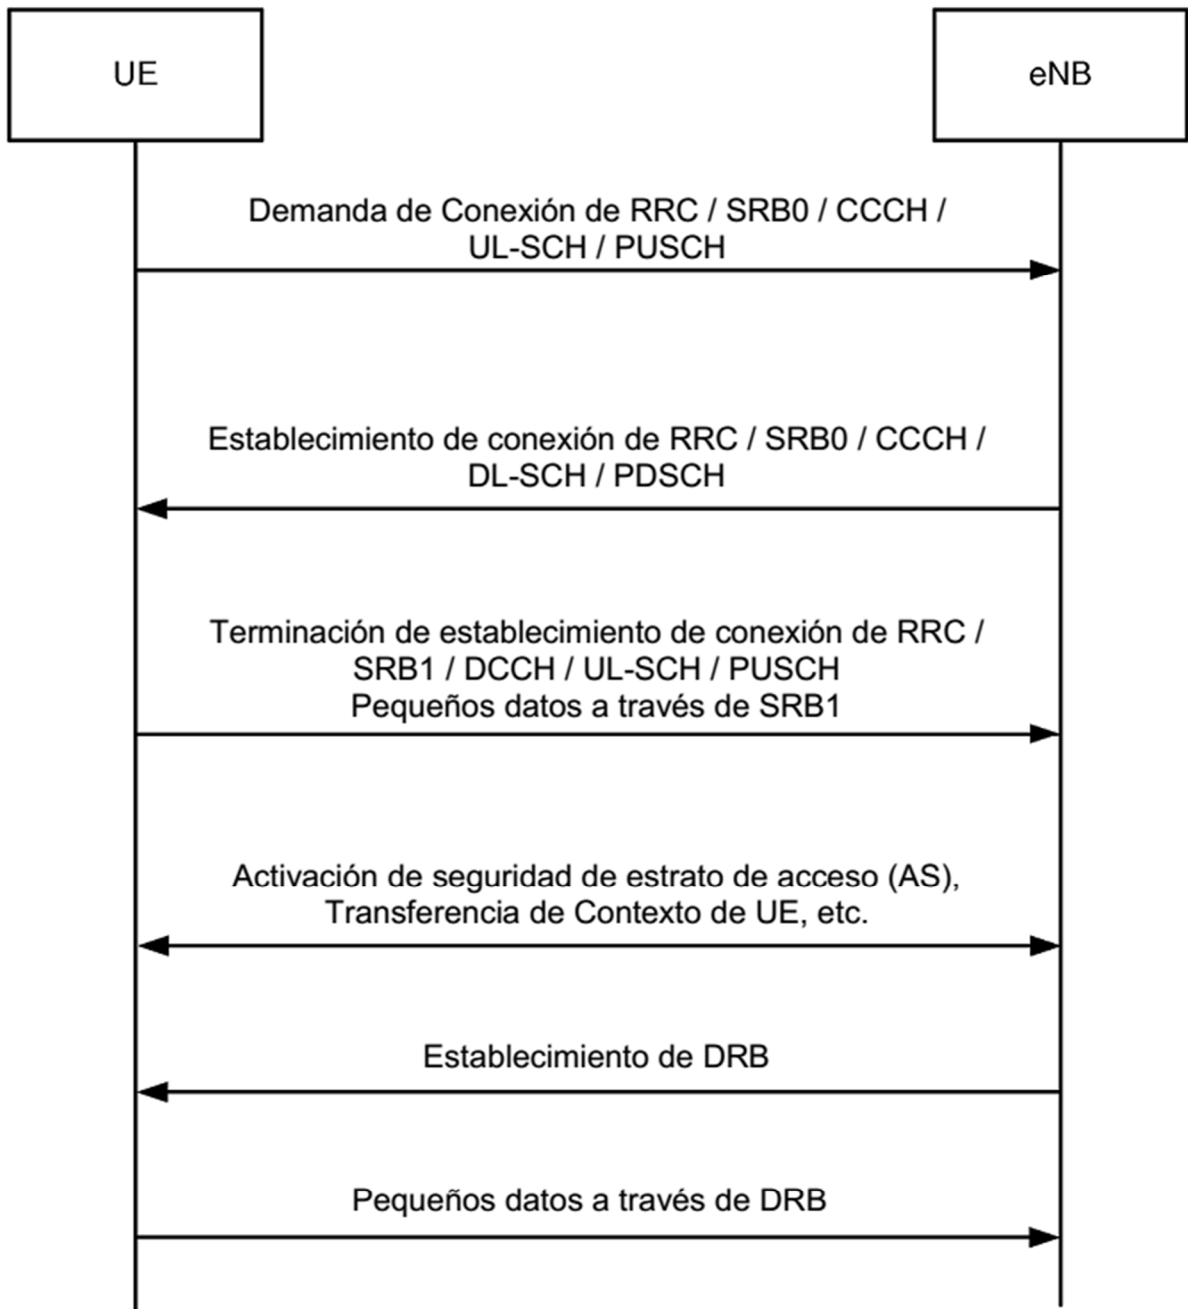 UE
eNB
Demanda de Conexión de RRC / SRB0 / CCCH /
UL-SCH / PUSCH
Establecimiento de conexión de RRC / SRB0 / CCCH /
DL-SCH / PDSCH
Terminación de establecimiento de conexión de RRC /
SRB1 / DCCH / UL-SCH / PUSCH
Pequeños datos a través de SRB1
Activación de seguridad de estrato de acceso (AS),
Transferencia de Contexto de UE, etc.
Establecimiento de DRB
Pequeños datos a través de DRB